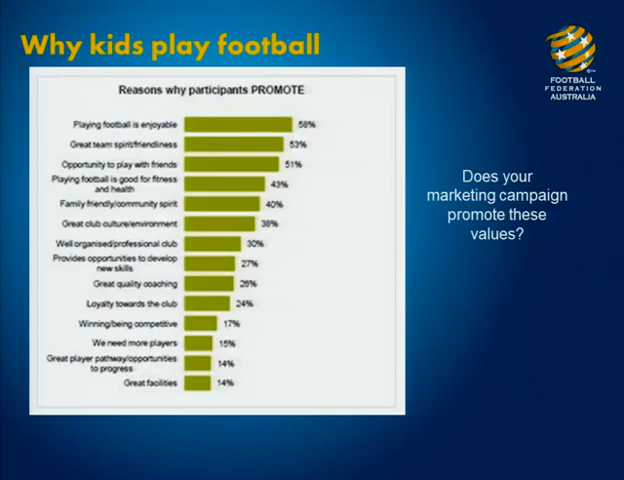 Why kids play football
FOOTBALL
FEDERATION
AUSTRALIA
Reasons why participants PROMOTE
Playing football is enjoyable 58%
Great team spirit/friendliness 53%
Opportunity to play with friends 51%
Playing football is good for fitness
and health 43%
Family friendly/community spirit 40%
Great club culture/environment 38%
Well organised/professional club 30%
Provides opportunities to develop
new skills 27%
Great quality coaching 26%
Loyalty towards the club 24%
Winning/being competitive 17%
We need more players 15%
Great player pathway/opportunities
to progress 14%
Great facilities 14%
Does your
marketing campaign
promote these
values?